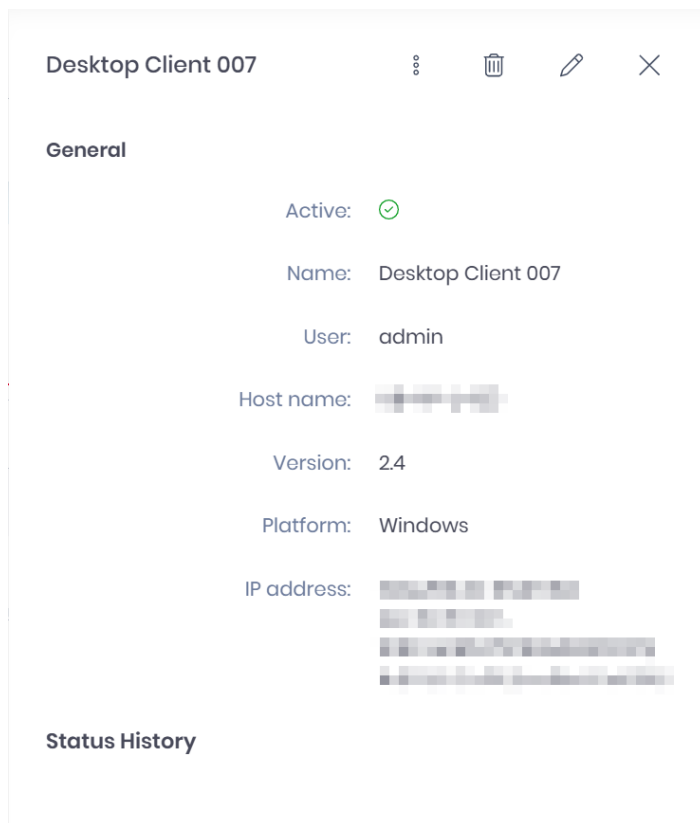 Desktop Client 007
General
Active:
Name: Desktop Client 007
User: admin
Host name:
Version: 2.4
Platform: Windows
IP address:
Status History